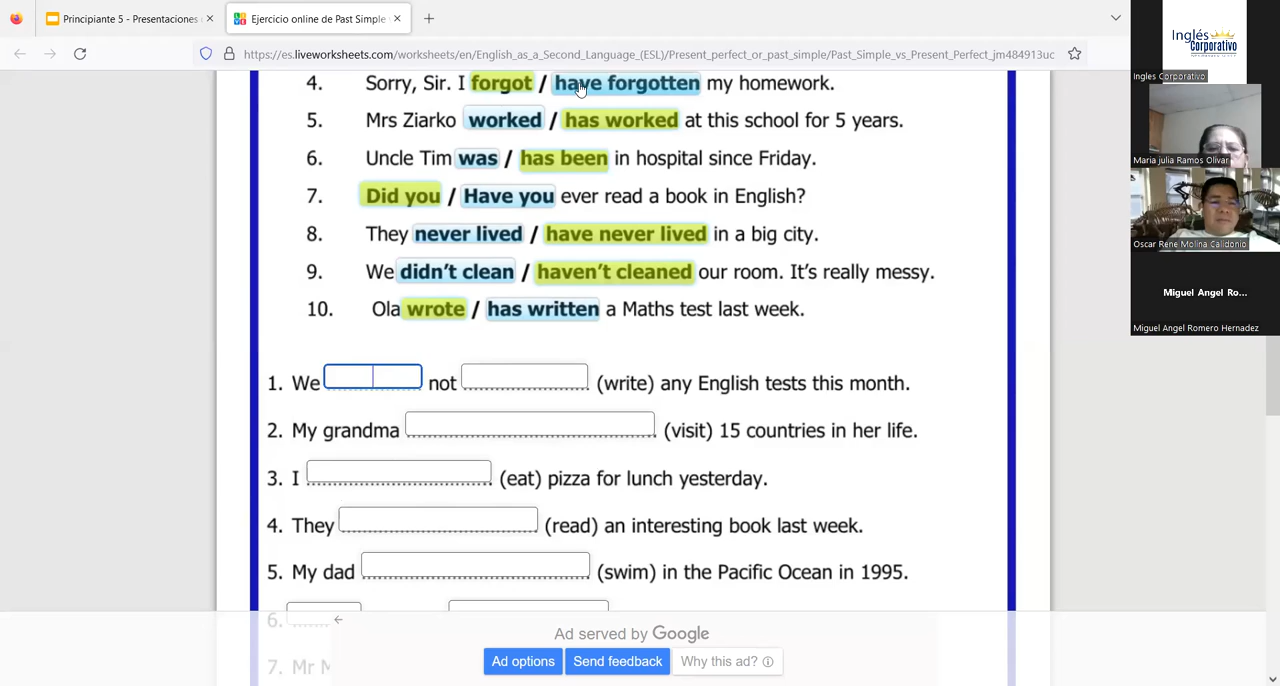 Principiante 5 - Presentaciones
Ejercicio online de Past Simple
https://es.liveworksheets.com/worksheets/en/English_as_a_Second_Language_(ESL)/Present_perfect_or_past_simple/Past_Simple_vs_Present_Perfect_jm484913uc
4. Sorry, Sir. I forgot / have forgotten my homework.
5. Mrs Ziarko worked / has worked at this school for 5 years.
6. Uncle Tim was / has been in hospital since Friday.
7. Did you / Have you ever read a book in English?
8. They never lived / have never lived in a big city.
9. We didn't clean / haven't cleaned our room. It's really messy.
10. Ola wrote / has written a Maths test last week.
1. We not (write) any English tests this month.
2. My grandma (visit) 15 countries in her life.
3. I (eat) pizza for lunch yesterday.
4. They (read) an interesting book last week.
5. My dad (swim) in the Pacific Ocean in 1995.
6.
7. Mr
Ad served by Google
Ad options
Send feedback
Why this ad?
Inglés
Corporativo
Ingles Corporativo
Maria julia Ramos Olivar
Oscar Rene Molina Calidonio
Miguel Angel Ro...
Miguel Angel Romero Hernadez